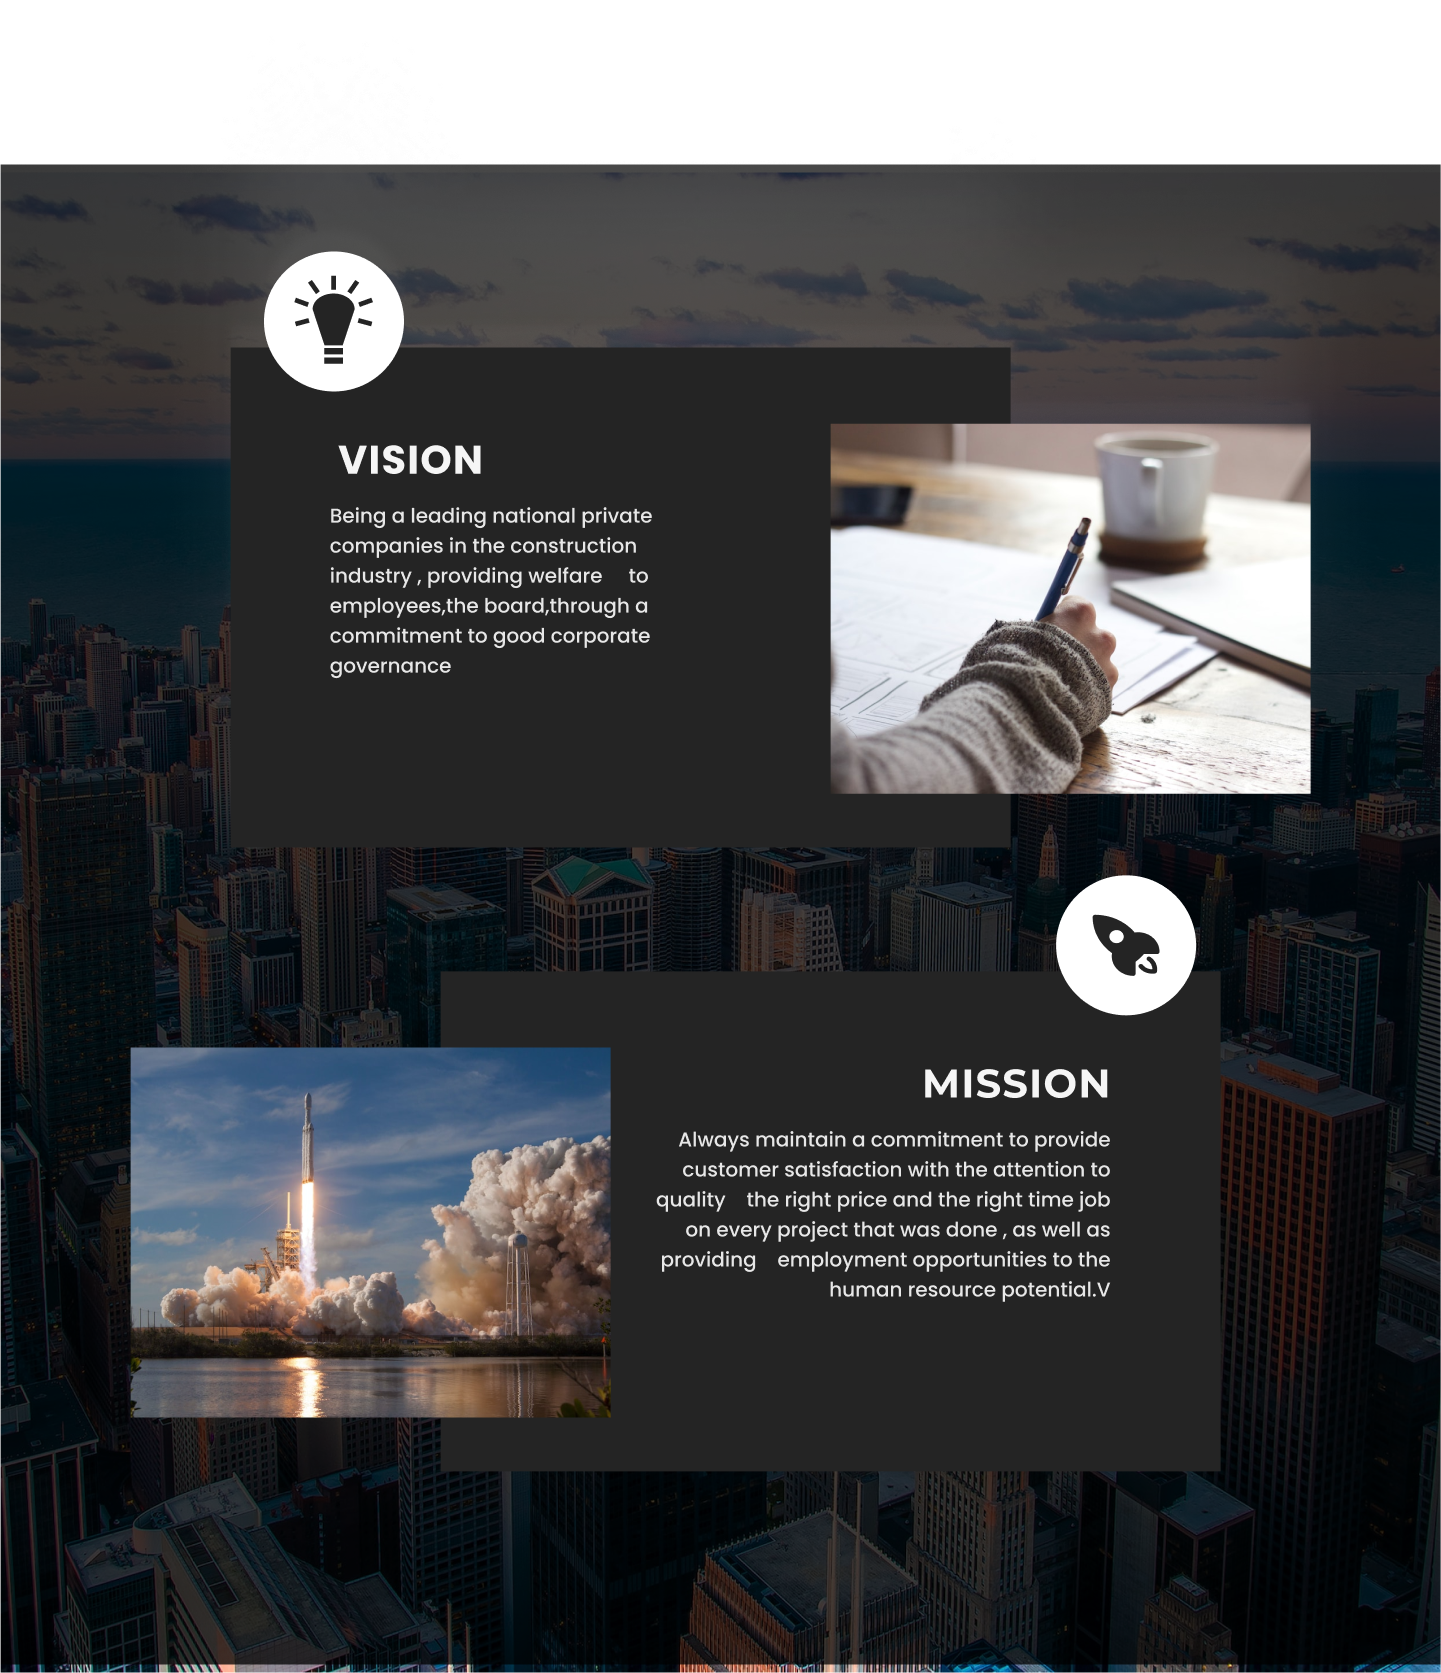 VISION
Being a leading national private
companies in the construction
industry , providing welfare to
employees,the board,through a
commitment to good corporate
governance
MISSION
Always maintain a commitment to provide
customer satisfaction with the attention to
quality the right price and the right time job
on every project that was done , as well as
providing employment opportunities to the
human resource potential.V